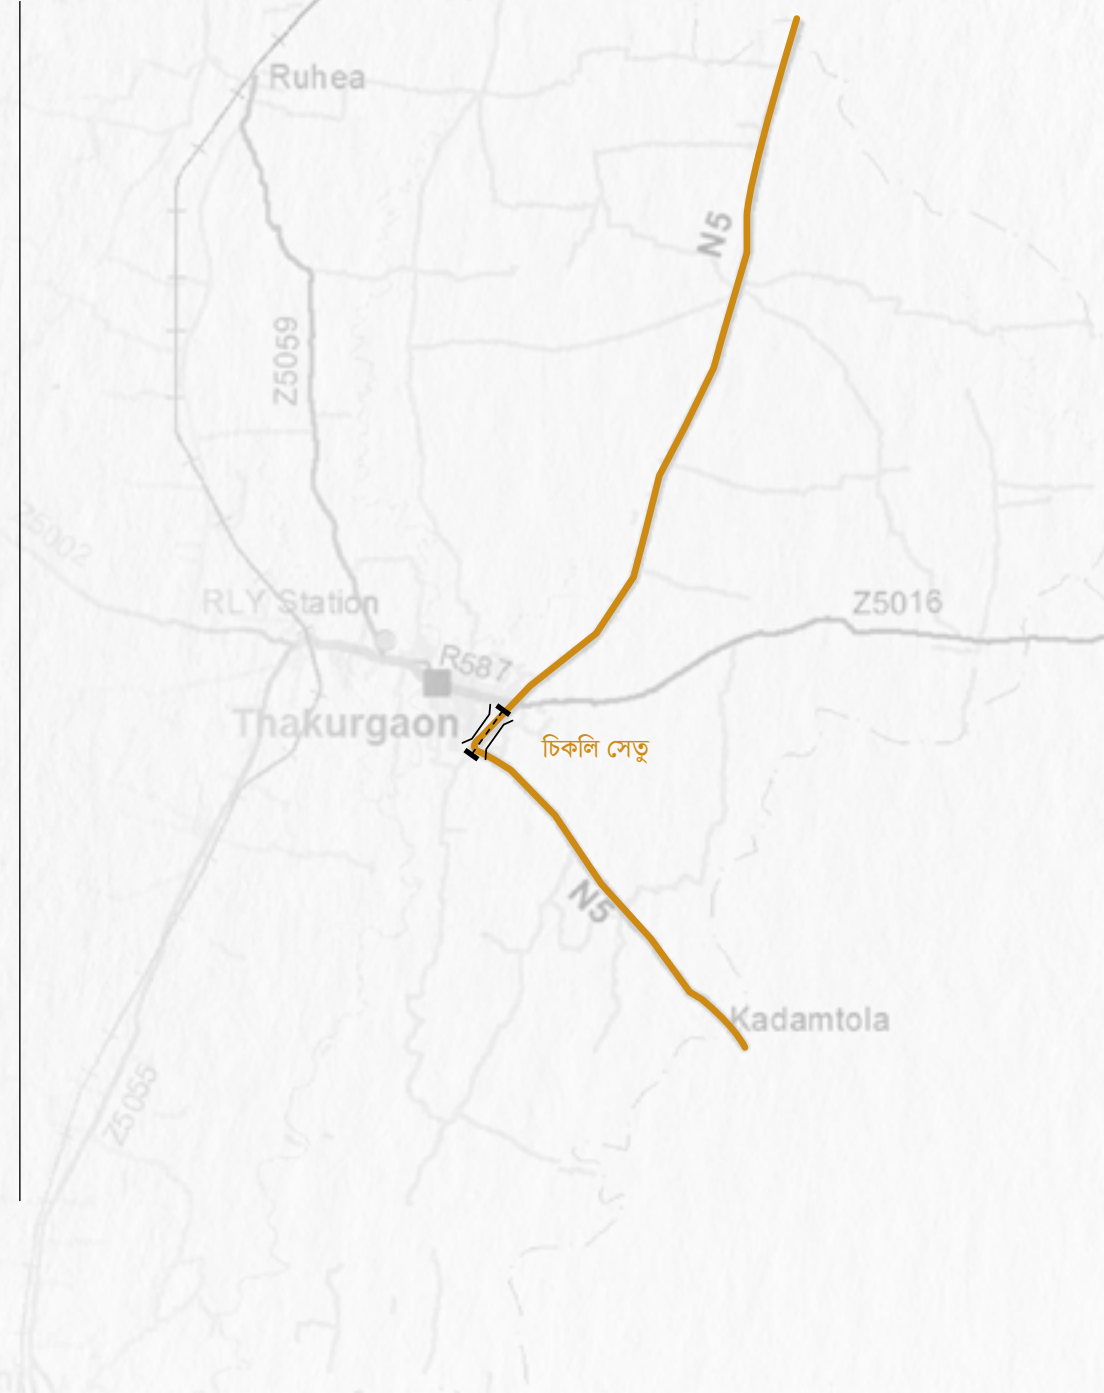 Ruhea
N5
Z5059
Z5002
RLY Station
Z5016
R587
Thakurgaon
চিকলি সেতু
N5
Kadamtola
Z5055